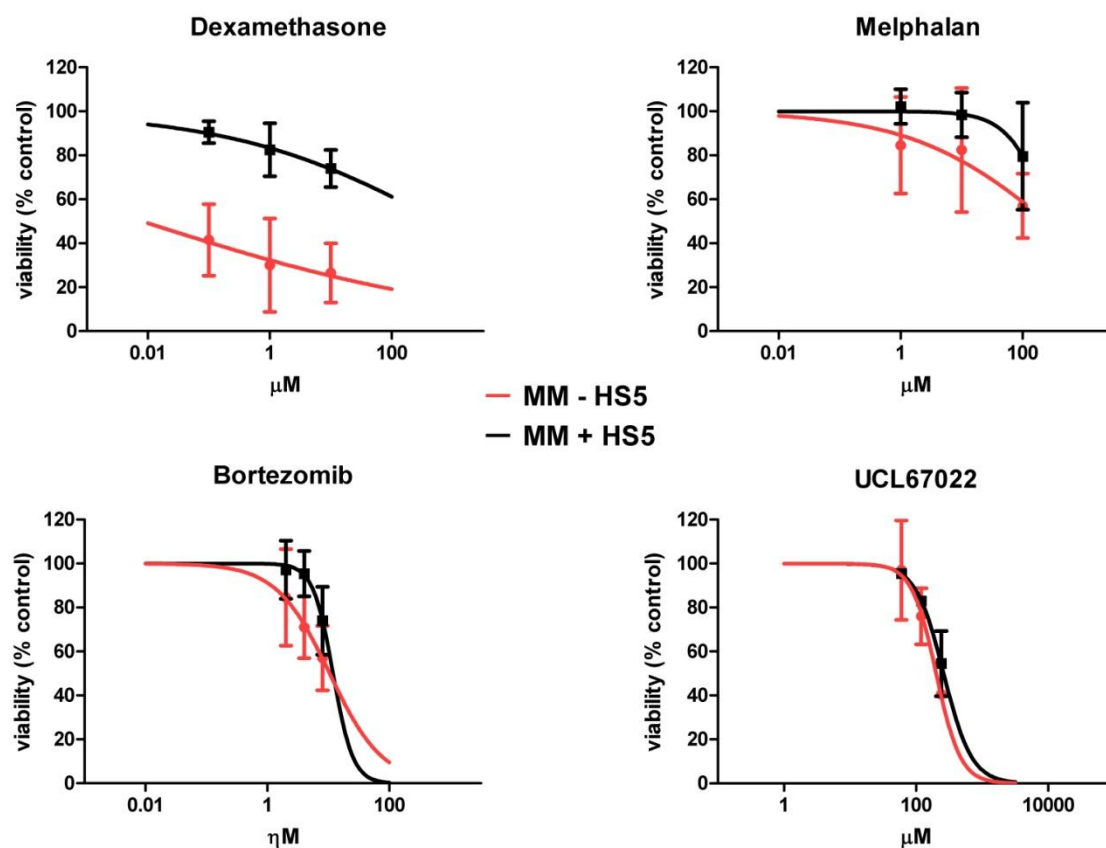 Dexamethasone
120
100
80
60
40
20
0
viability (% control)
0.01 1 100
μM
Melphalan
120
100
80
60
40
20
0
viability (% control)
0.01 1 100
μM
MM - HS5
MM + HS5
Bortezomib
120
100
80
60
40
20
0
viability (% control)
0.01 1 100
ηM
UCL67022
120
100
80
60
40
20
0
viability (% control)
1 100 10000
μM